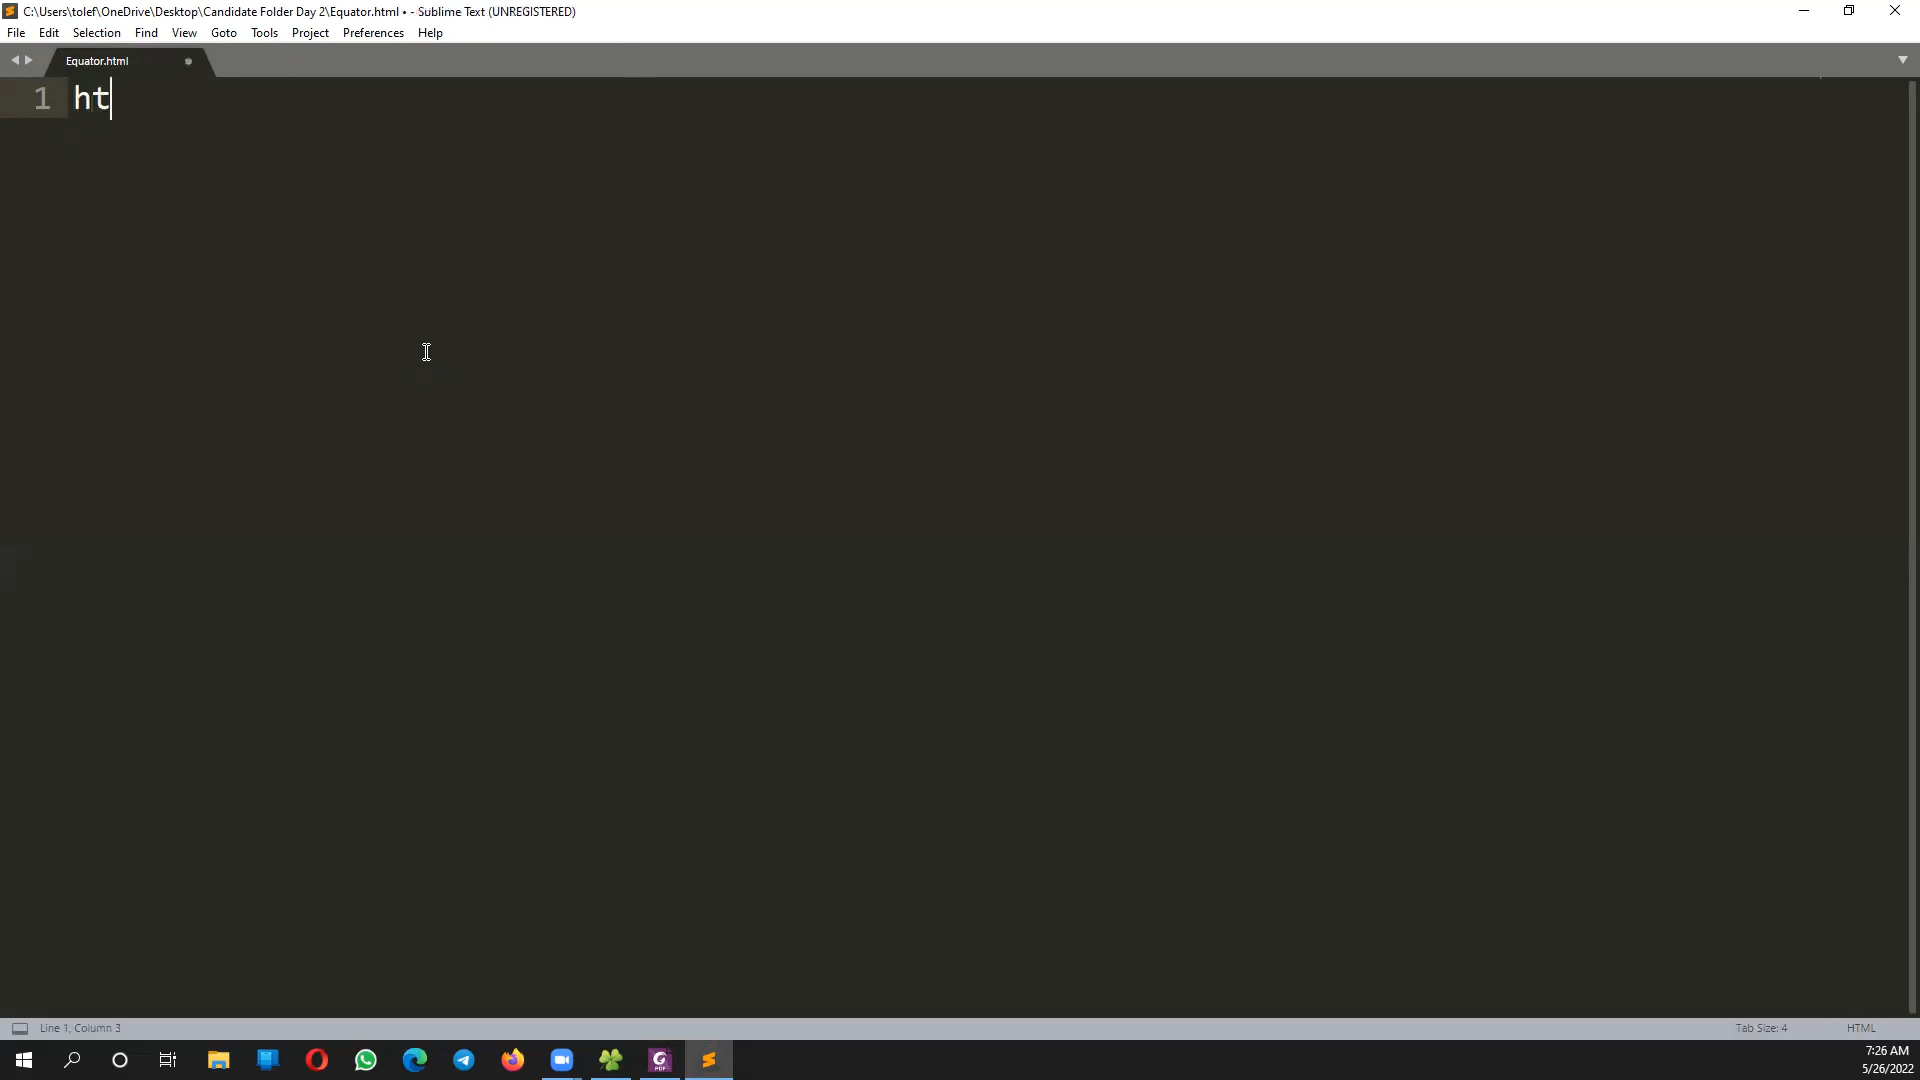 C:\Users\tolef\OneDrive\Desktop\Candidate Folder Day 2\Equator.html • - Sublime Text (UNREGISTERED)
File Edit Selection Find View Goto Tools Project Preferences Help
Equator.html
1 ht
Line 1, Column 3 Tab Size: 4 HTML
7:26 AM
5/26/2022